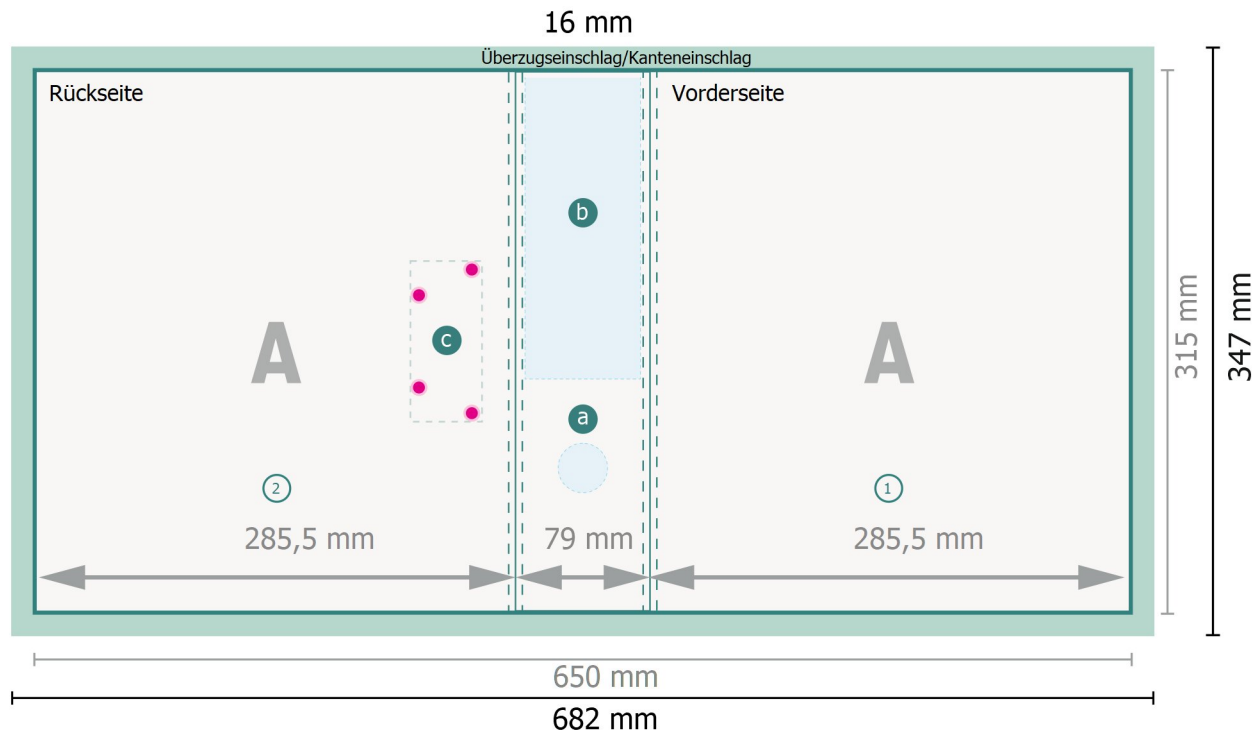 16 mm
Überzugseinschlag/Kanteneinschlag
Rückseite
Vorderseite
b
c
A
A
315 mm
347 mm
a
2
1
285,5 mm
79 mm
285,5 mm
650 mm
682 mm